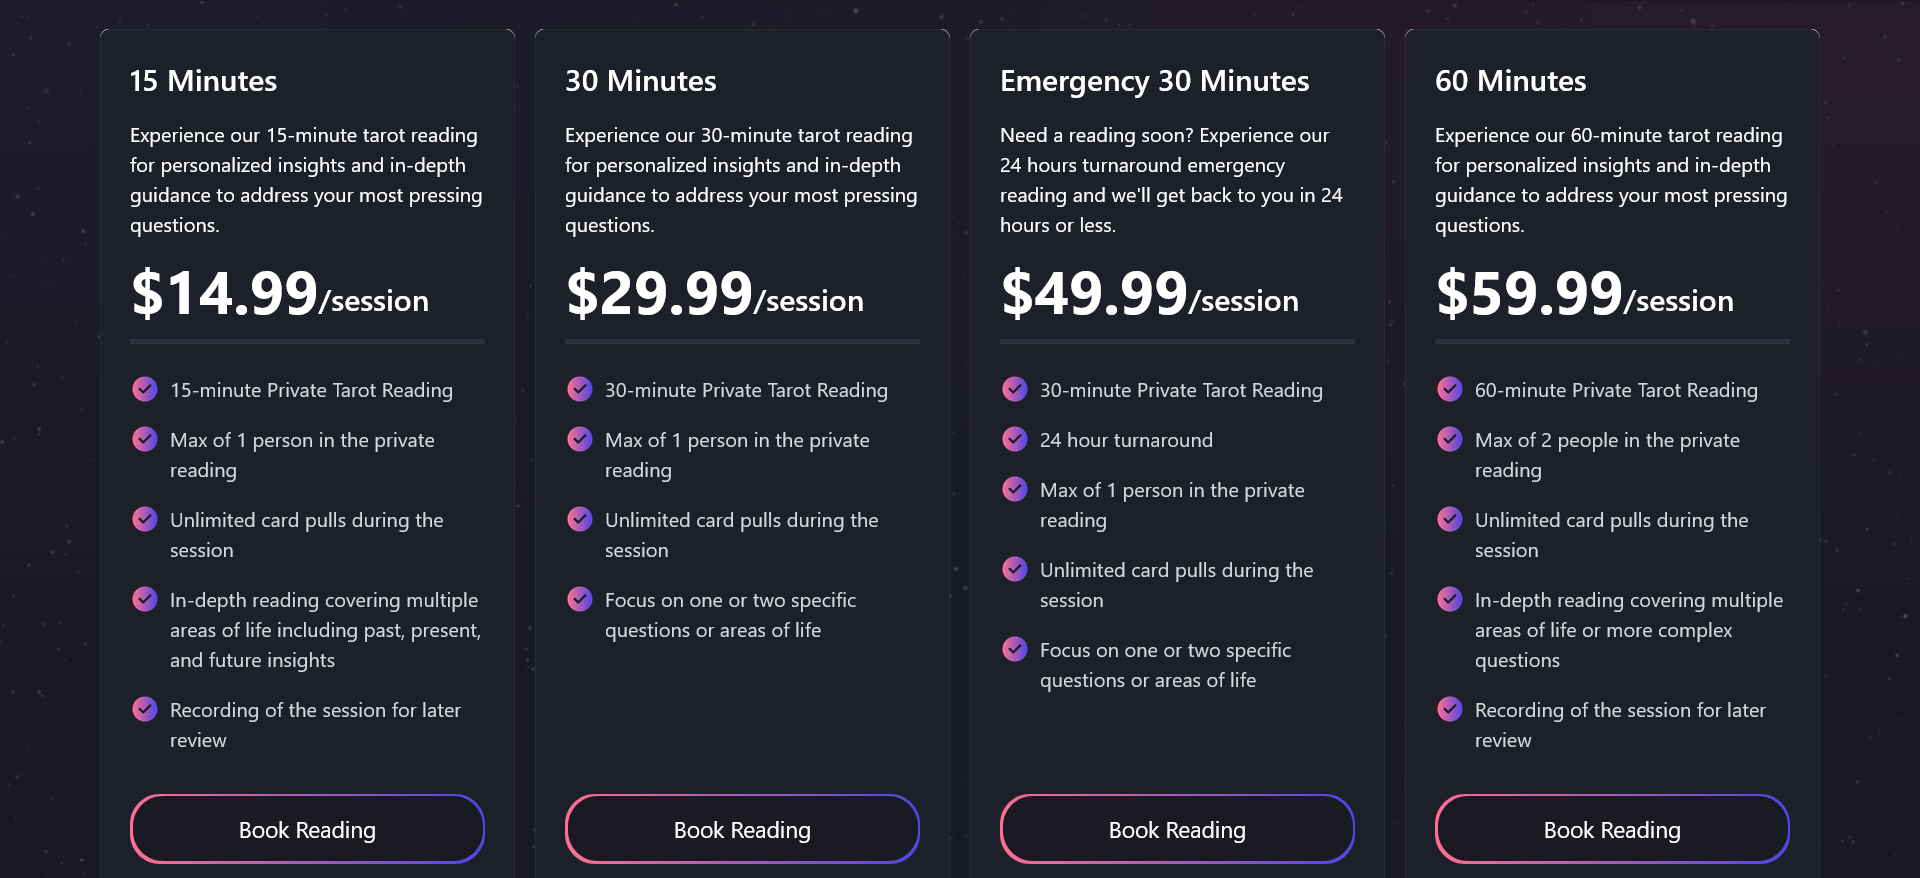 15 Minutes
Experience our 15-minute tarot reading
for personalized insights and in-depth
guidance to address your most pressing
questions.
$14.99/session
15-minute Private Tarot Reading
Max of 1 person in the private
reading
Unlimited card pulls during the
session
In-depth reading covering multiple
areas of life including past, present,
and future insights
Recording of the session for later
review
Book Reading
30 Minutes
Experience our 30-minute tarot reading
for personalized insights and in-depth
guidance to address your most pressing
questions.
$29.99/session
30-minute Private Tarot Reading
Max of 1 person in the private
reading
Unlimited card pulls during the
session
Focus on one or two specific
questions or areas of life
Book Reading
Emergency 30 Minutes
Need a reading soon? Experience our
24 hours turnaround emergency
reading and we'll get back to you in 24
hours or less.
$49.99/session
30-minute Private Tarot Reading
24 hour turnaround
Max of 1 person in the private
reading
Unlimited card pulls during the
session
Focus on one or two specific
questions or areas of life
Book Reading
60 Minutes
Experience our 60-minute tarot reading
for personalized insights and in-depth
guidance to address your most pressing
questions.
$59.99/session
60-minute Private Tarot Reading
Max of 2 people in the private
reading
Unlimited card pulls during the
session
In-depth reading covering multiple
areas of life or more complex
questions
Recording of the session for later
review
Book Reading